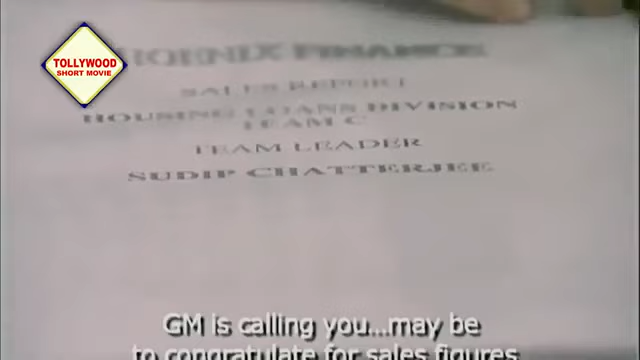 TOLLYWOOD
SHORT MOVIE
PHOENIX FINANCE
SALES REPORT
HOUSING LOANS DIVISION
TEAM C
TEAM LEADER
SUDIP CHATTERJEE
GM is calling you...may be
to congratulate for sales figures